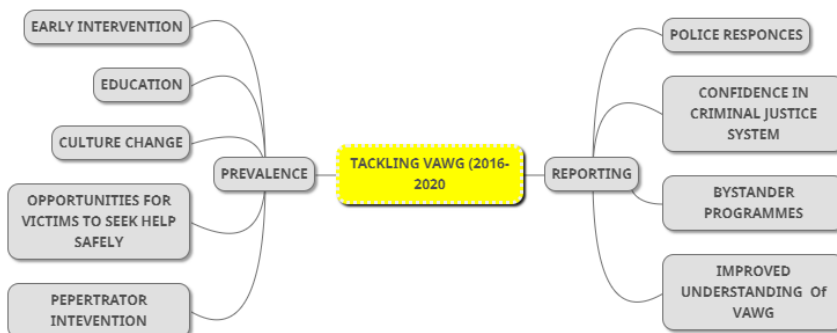 EARLY INTERVENTION
EDUCATION
CULTURE CHANGE
OPPORTUNITIES FOR
VICTIMS TO SEEK HELP
SAFELY
PEPERTRATOR
INTEVENTION
PREVALENCE
TACKLING VAWG (2016-
2020
REPORTING
POLICE RESPONCES
CONFIDENCE IN
CRIMINAL JUSTICE
SYSTEM
BYSTANDER
PROGRAMMES
IMPROVED
UNDERSTANDING Of
VAWG